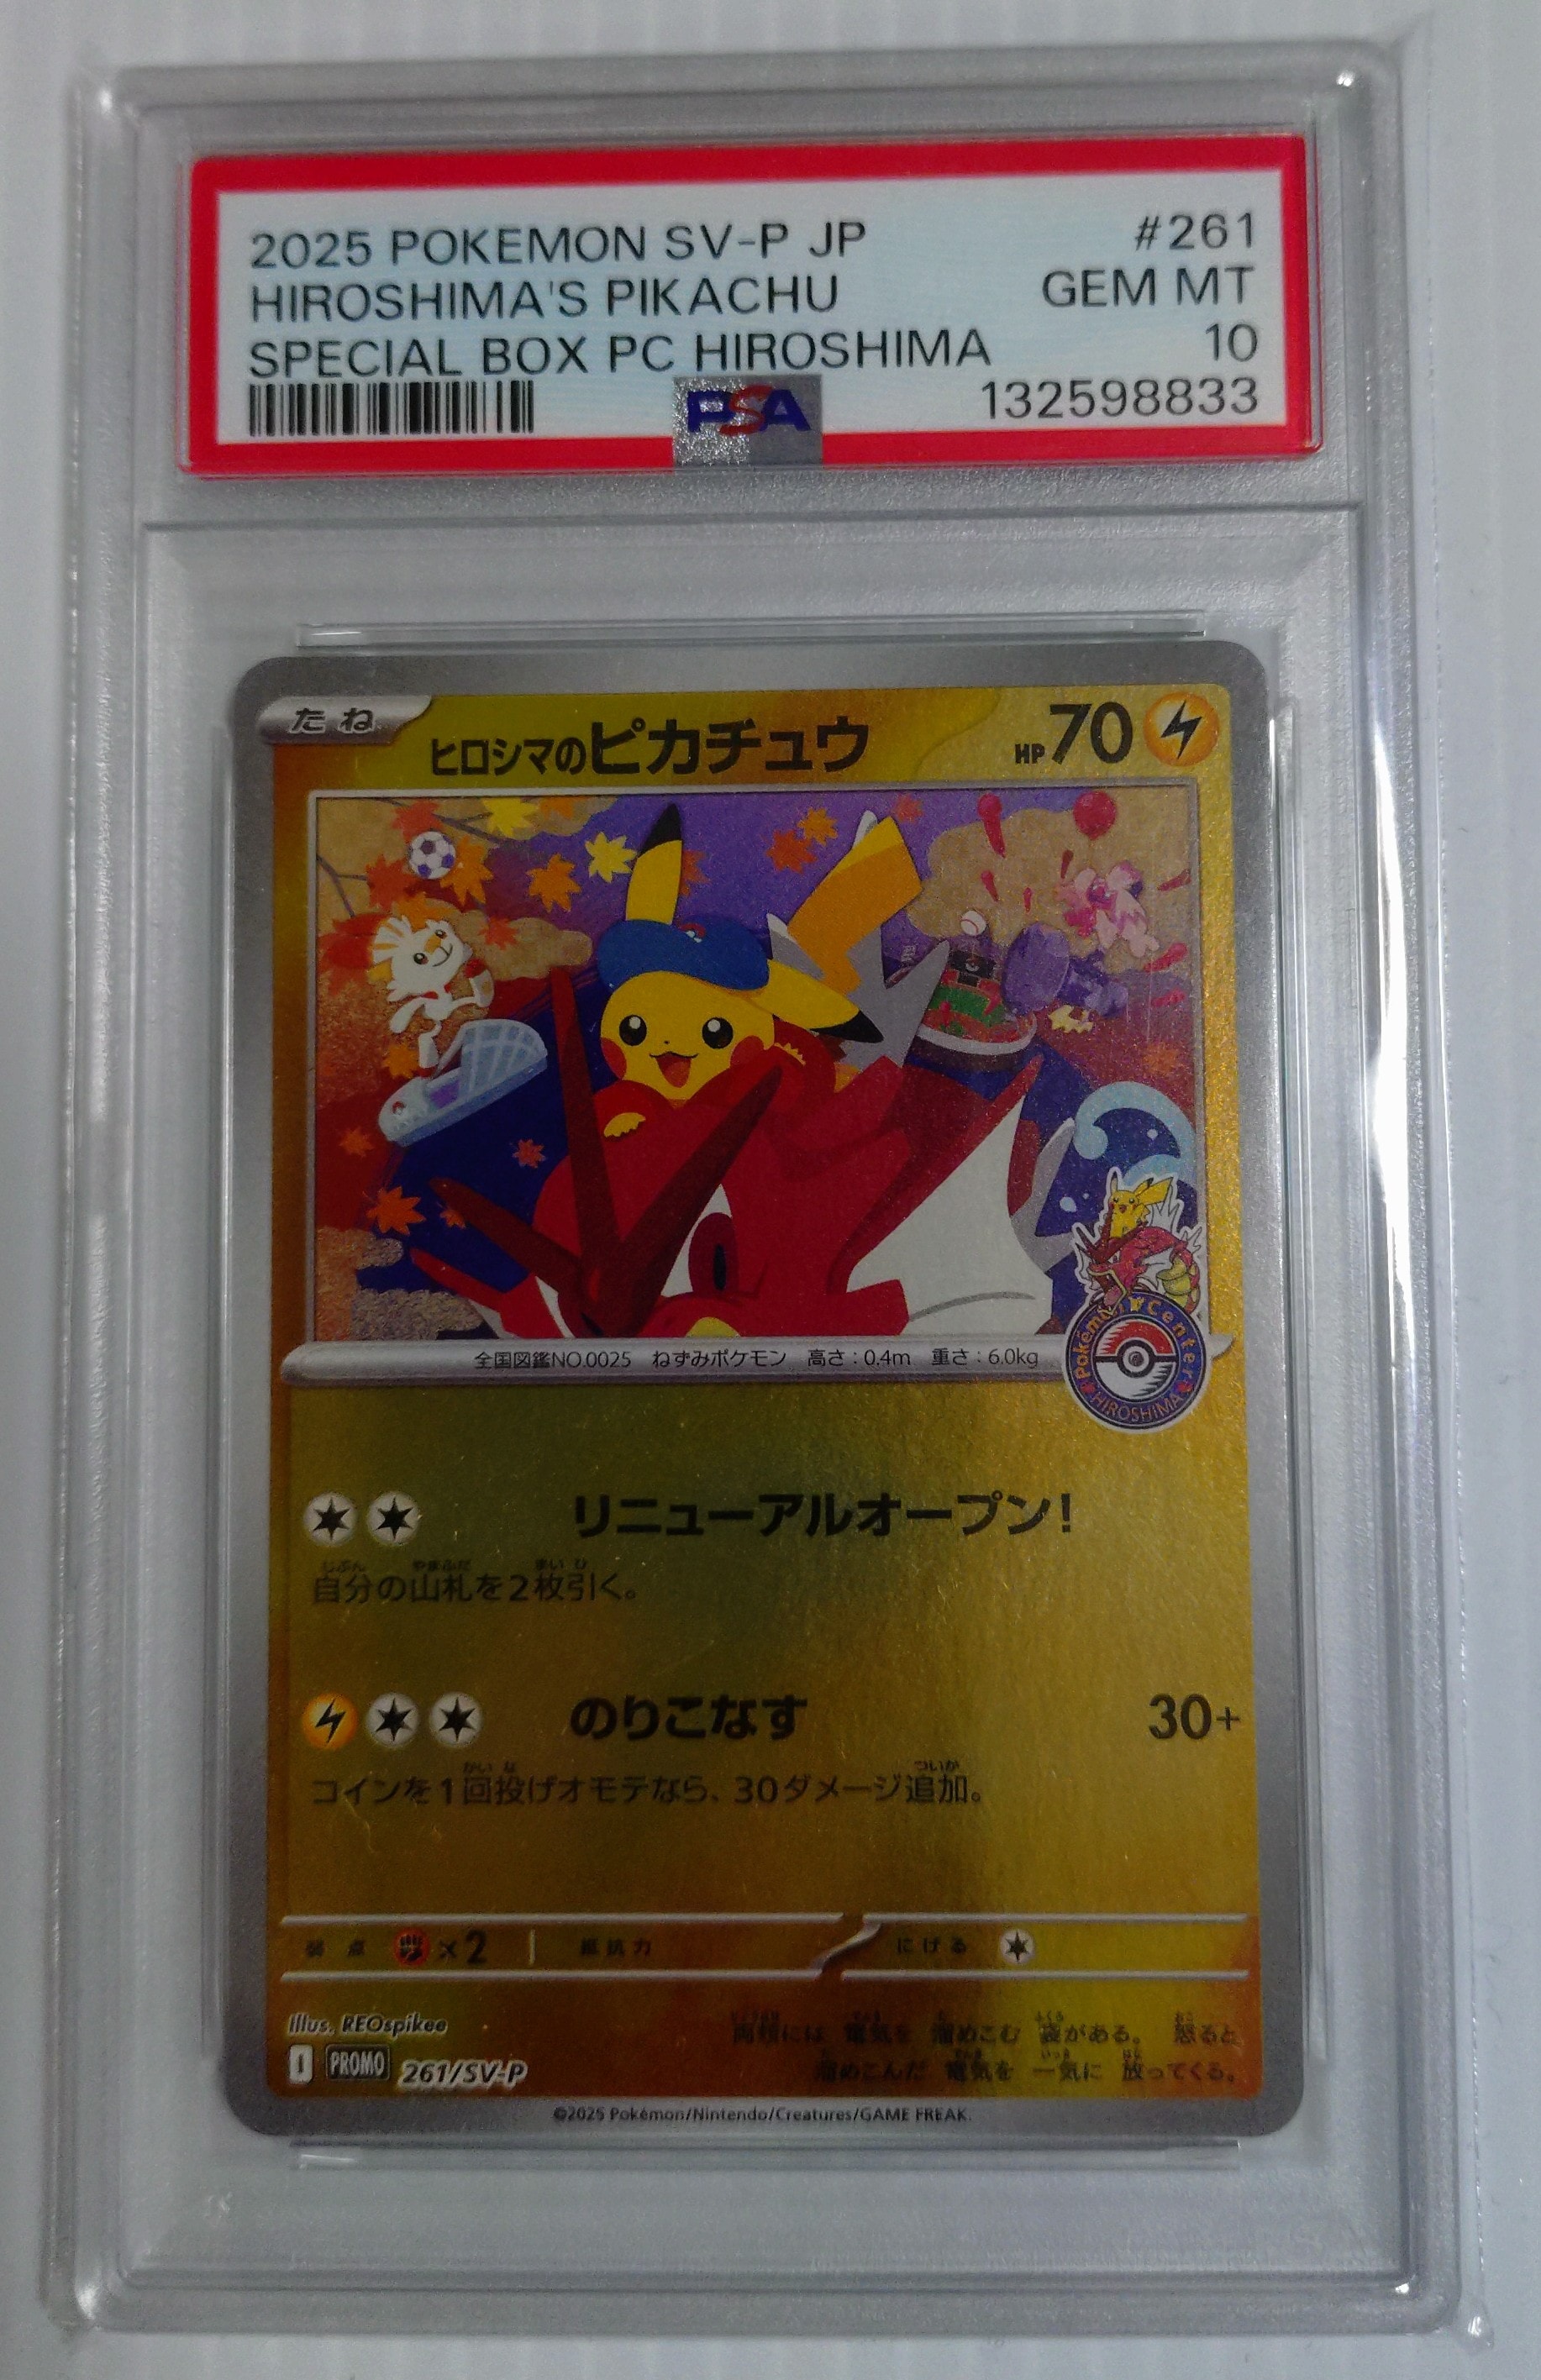 2025 POKEMON SV-P JP #261
HIROSHIMA'S PIKACHU GEM MT
SPECIAL BOX PC HIROSHIMA 10
PSA 132598833
たね ヒロシマのピカチュウ HP 70
全国図鑑NO.0025 ねずみポケモン 高さ：0.4m 重さ：6.0kg
Pokémon Center
HIROSHIMA
リニューアルオープン！
自分の山札を2枚引く。
のりこなす 30+
コインを1回投げオモテなら、30ダメージ追加。
弱点 ×2 抵抗力 にげる
Illus. REOspikee
両頬には 電気を 溜めこむ 袋がある。 怒ると
溜めこんだ 電気を 一気に 放ってくる。
I PROMO 261/SV-P
©2025 Pokémon/Nintendo/Creatures/GAME FREAK.